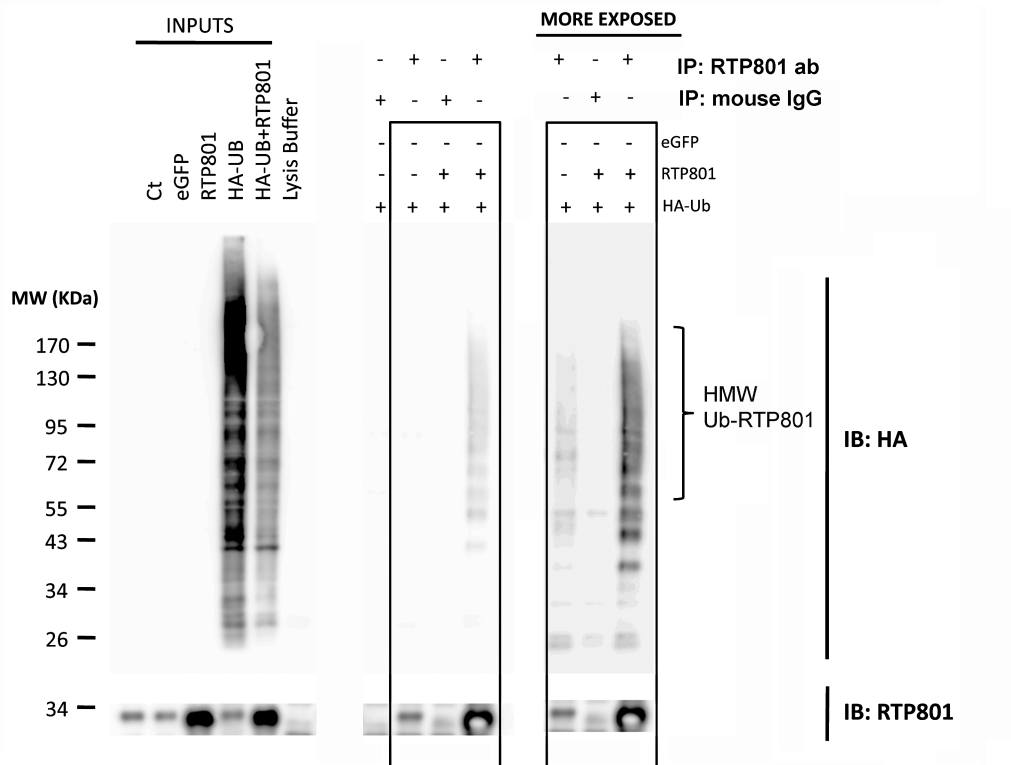 INPUTS
MORE EXPOSED
Ct
eGFP
RTP801
HA-UB
HA-UB+RTP801
Lysis Buffer
- + - + + - + IP: RTP801 ab
+ - + - - + - IP: mouse IgG
- - - - - - - eGFP
- - + + - + + RTP801
+ + + + + + + HA-Ub
MW (KDa)
170
130
95
72
55
43
34
26
34
HMW
Ub-RTP801
IB: HA
IB: RTP801